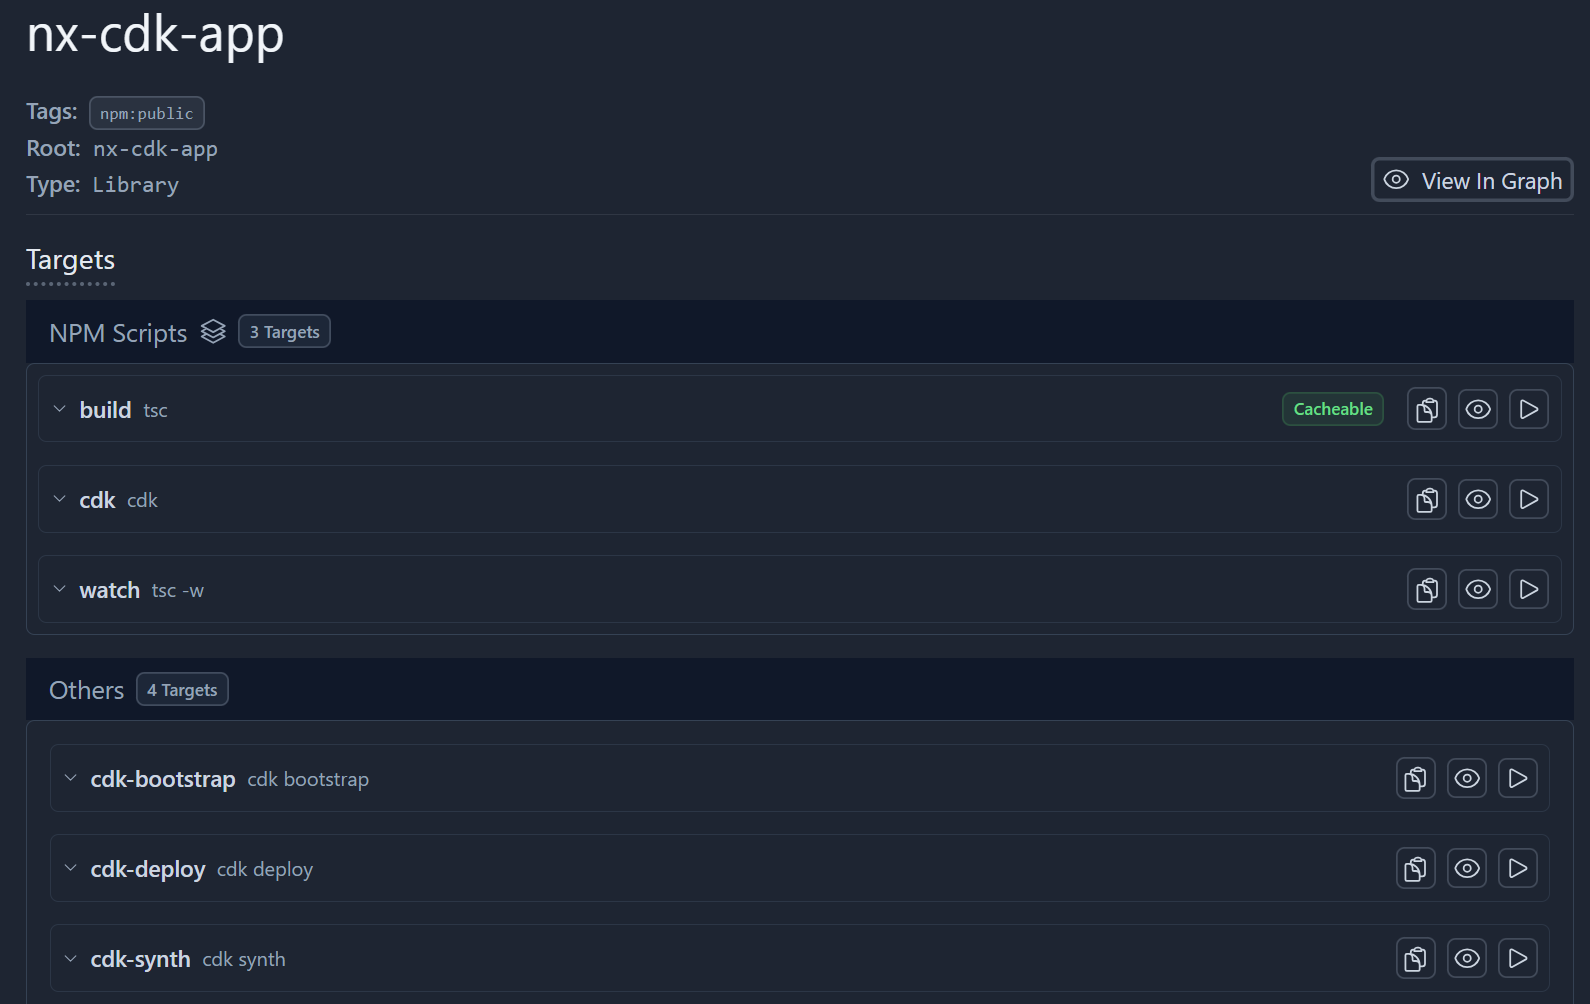 nx-cdk-app
Tags: npm:public
Root: nx-cdk-app
Type: Library
View In Graph
Targets
NPM Scripts 3 Targets
build tsc Cacheable
cdk cdk
watch tsc -w
Others 4 Targets
cdk-bootstrap cdk bootstrap
cdk-deploy cdk deploy
cdk-synth cdk synth